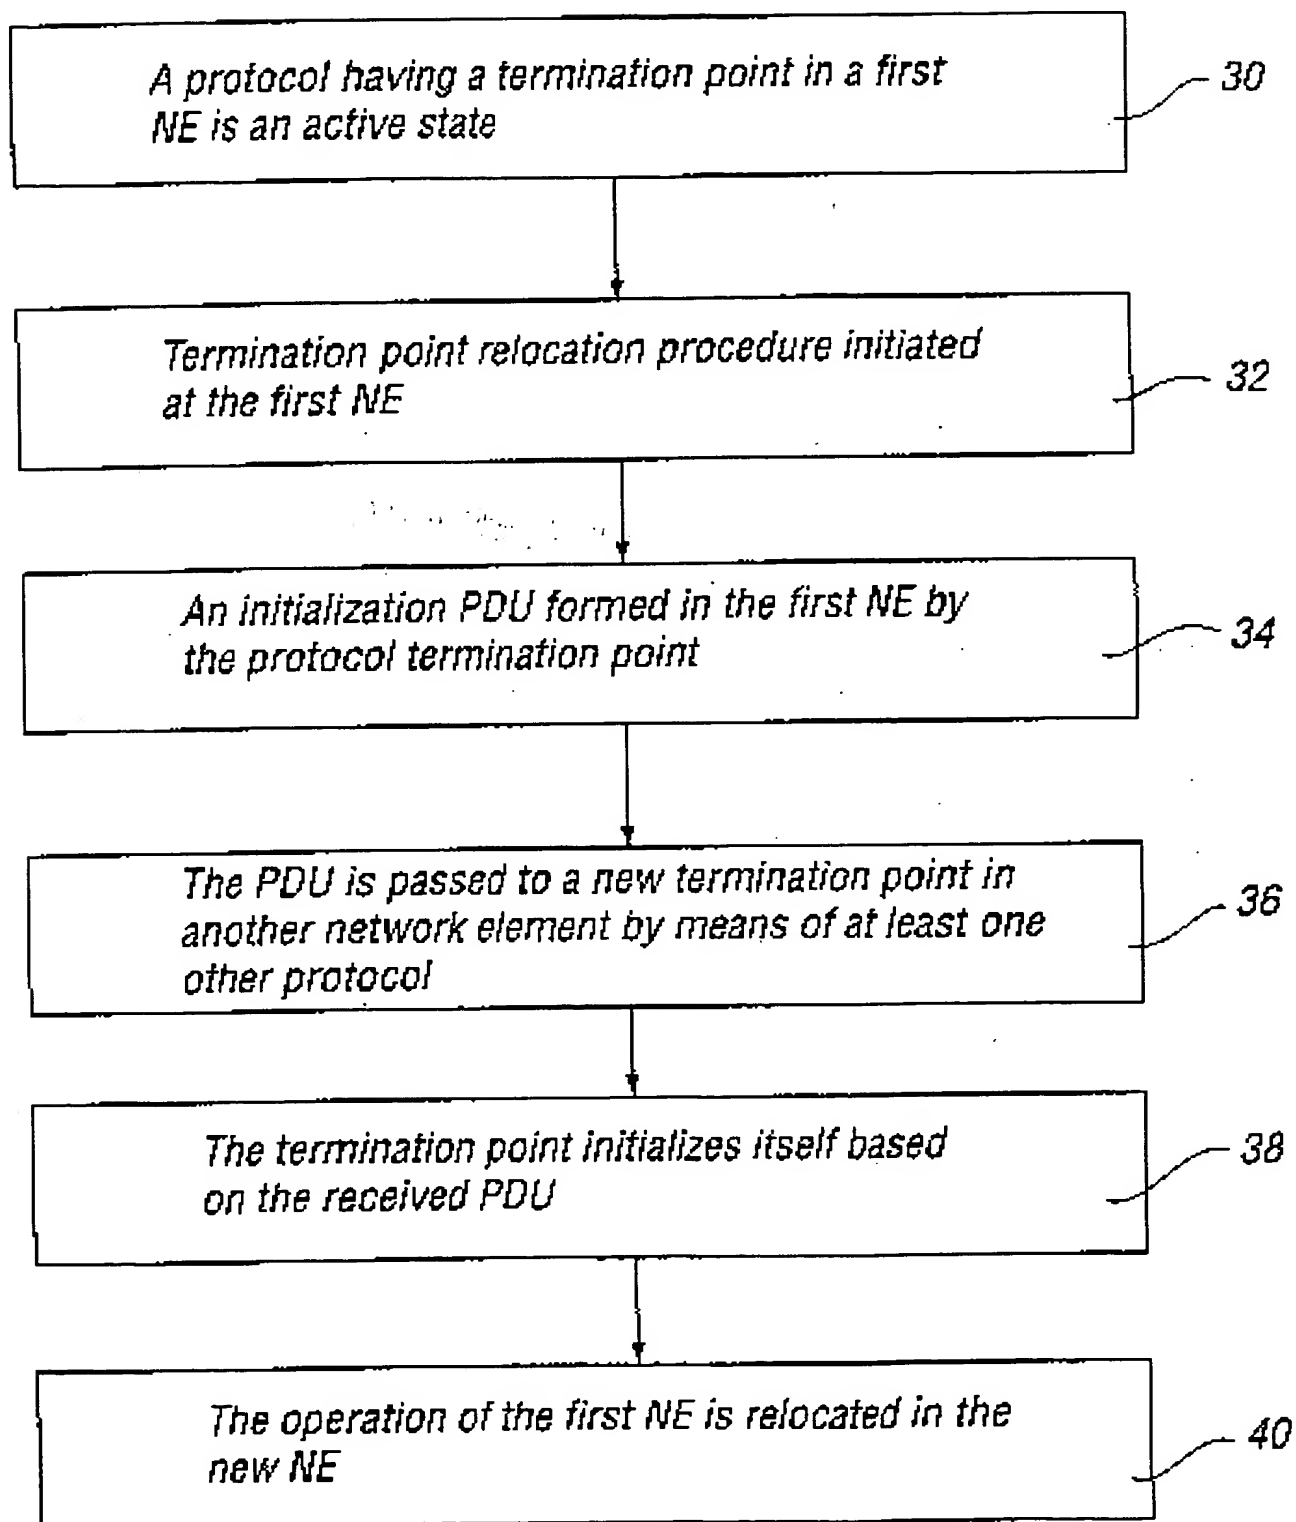 A protocol having a termination point in a first
NE is an active state
30
Termination point relocation procedure initiated
at the first NE
32
An initialization PDU formed in the first NE by
the protocol termination point
34
The PDU is passed to a new termination point in
another network element by means of at least one
other protocol
36
The termination point initializes itself based
on the received PDU
38
The operation of the first NE is relocated in the
new NE
40